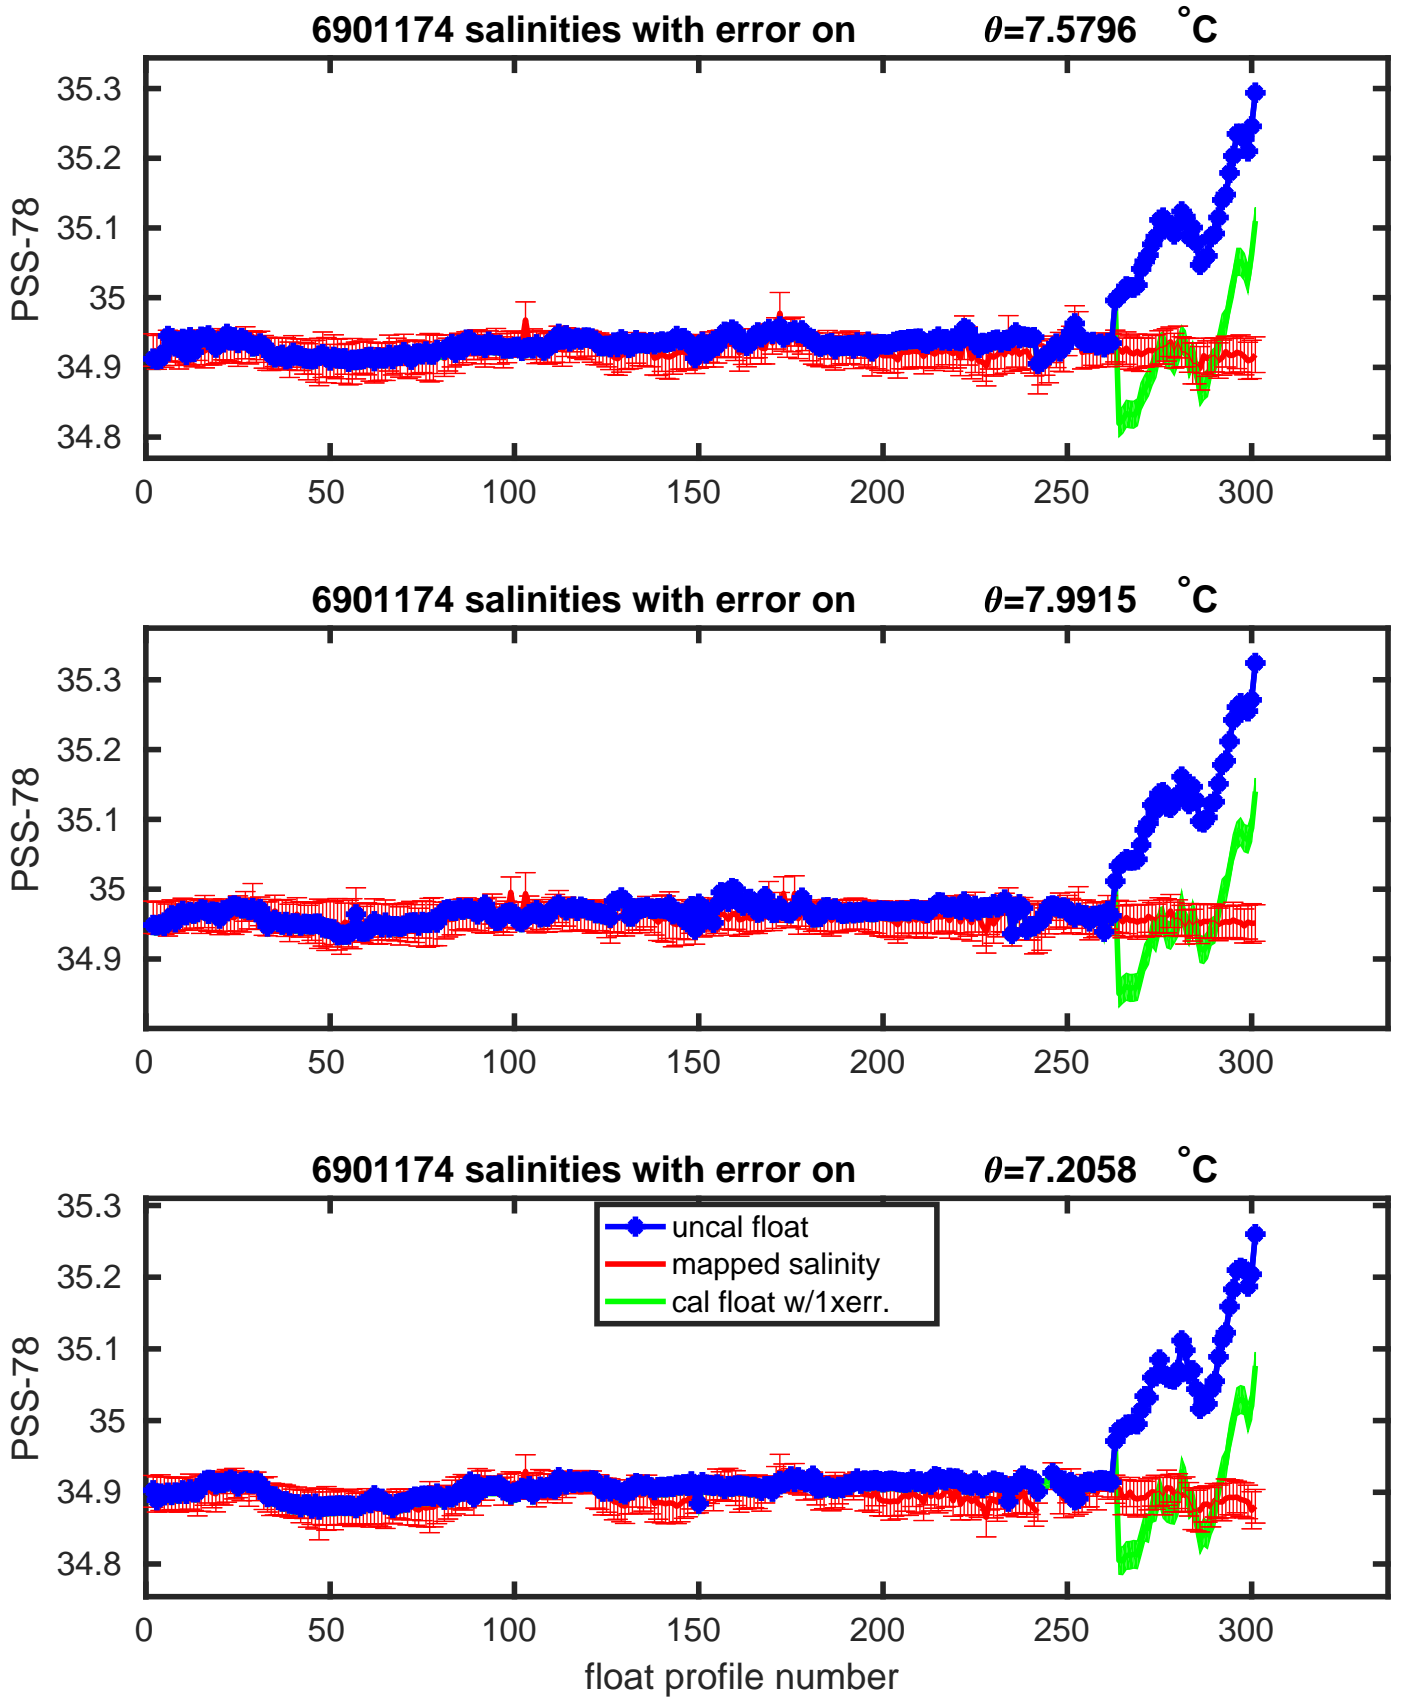 6901174 salinities with error on θ=7.5796 °C
PSS-78
35.3
35.2
35.1
35
34.9
34.8
0 50 100 150 200 250 300
6901174 salinities with error on θ=7.9915 °C
PSS-78
35.3
35.2
35.1
35
34.9
0 50 100 150 200 250 300
6901174 salinities with error on θ=7.2058 °C
PSS-78
35.3
35.2
35.1
35
34.9
34.8
uncal float
mapped salinity
cal float w/1xerr.
0 50 100 150 200 250 300
float profile number